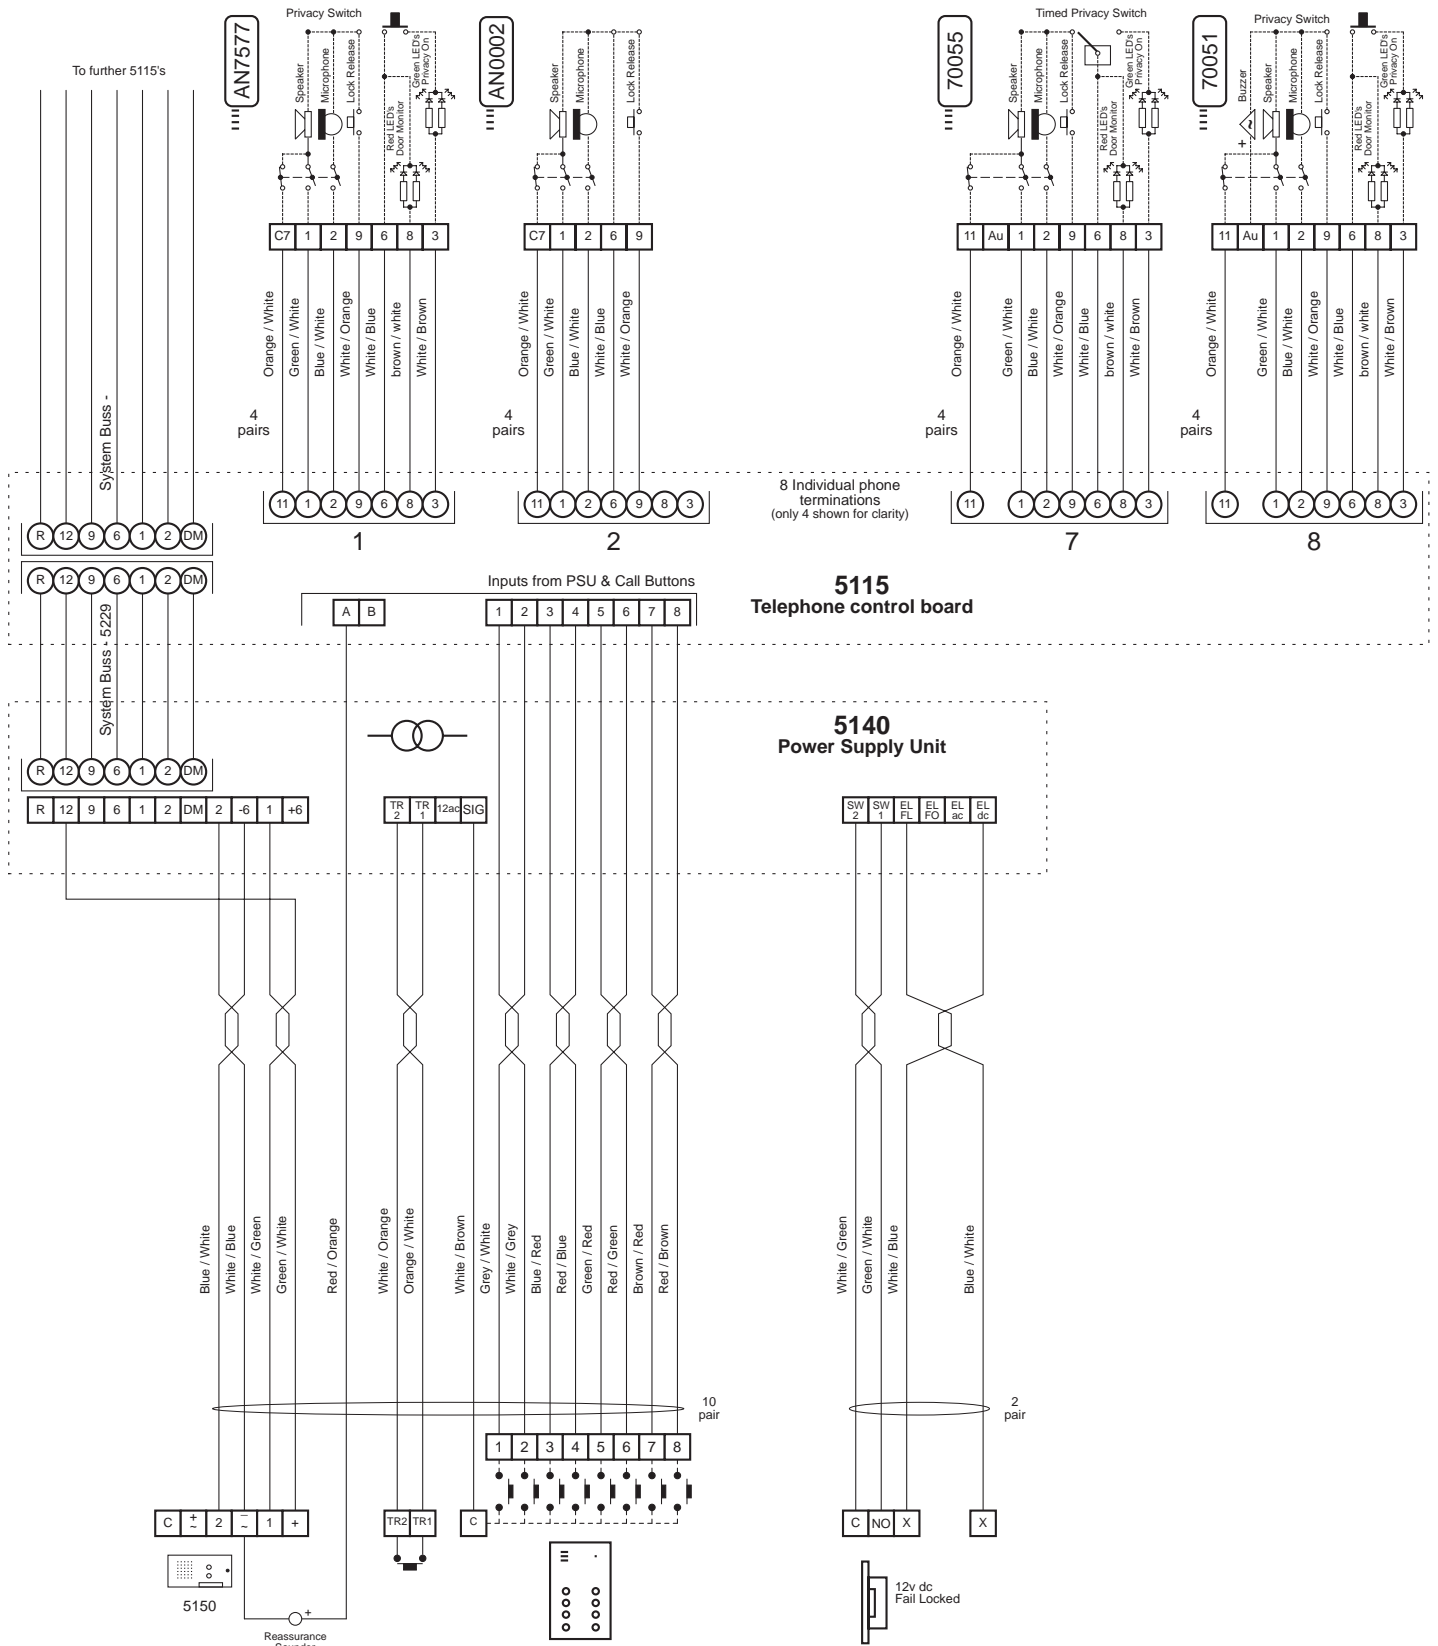 To further 5115's
AN7577
Privacy Switch
Speaker
Microphone
Lock Release
Red LED's
Door Monitor
Green LED's
Privacy On
C7 1 2 9 6 8 3
Orange / White
Green / White
Blue / White
White / Orange
White / Blue
brown / white
White / Brown
4
pairs
AN0002
Speaker
Microphone
Lock Release
C7 1 2 6 9
Orange / White
Green / White
Blue / White
White / Blue
White / Orange
4
pairs
70055
Timed Privacy Switch
Speaker
Microphone
Lock Release
Red LED's
Door Monitor
Green LED's
Privacy On
11 Au 1 2 9 6 8 3
Orange / White
Green / White
Blue / White
White / Orange
White / Blue
brown / white
White / Brown
4
pairs
70051
Privacy Switch
Buzzer
+
Speaker
Microphone
Lock Release
Red LED's
Door Monitor
Green LED's
Privacy On
11 Au 1 2 9 6 8 3
Orange / White
Green / White
Blue / White
White / Orange
White / Blue
brown / white
White / Brown
4
pairs
System Buss -
R 12 9 6 1 2 DM
11 1 2 9 6 8 3
1
11 1 2 6 9 8 3
2
8 Individual phone
terminations
(only 4 shown for clarity)
11 1 2 9 6 8 3
7
11 1 2 9 6 8 3
8
R 12 9 6 1 2 DM
Inputs from PSU & Call Buttons
A B
1 2 3 4 5 6 7 8
5115
Telephone control board
System Buss - 5229
5140
Power Supply Unit
R 12 9 6 1 2 DM
R 12 9 6 1 2 DM 2 -6 1 +6
TR 2 TR 1 12ac SIG
SW 2 SW 1 EL FL EL FO EL ac EL dc
Blue / White
White / Blue
White / Green
Green / White
Red / Orange
White / Orange
Orange / White
White / Brown
Grey / White
White / Grey
Blue / Red
Red / Blue
Green / Red
Red / Green
Brown / Red
Red / Brown
White / Green
Green / White
White / Blue
Blue / White
10
pair
2
pair
1 2 3 4 5 6 7 8
C + ~ 2 – ~ 1 +
TR2 TR1
C
C NO X X
5150
+
Reassurance
Sounder
12v dc
Fail Locked